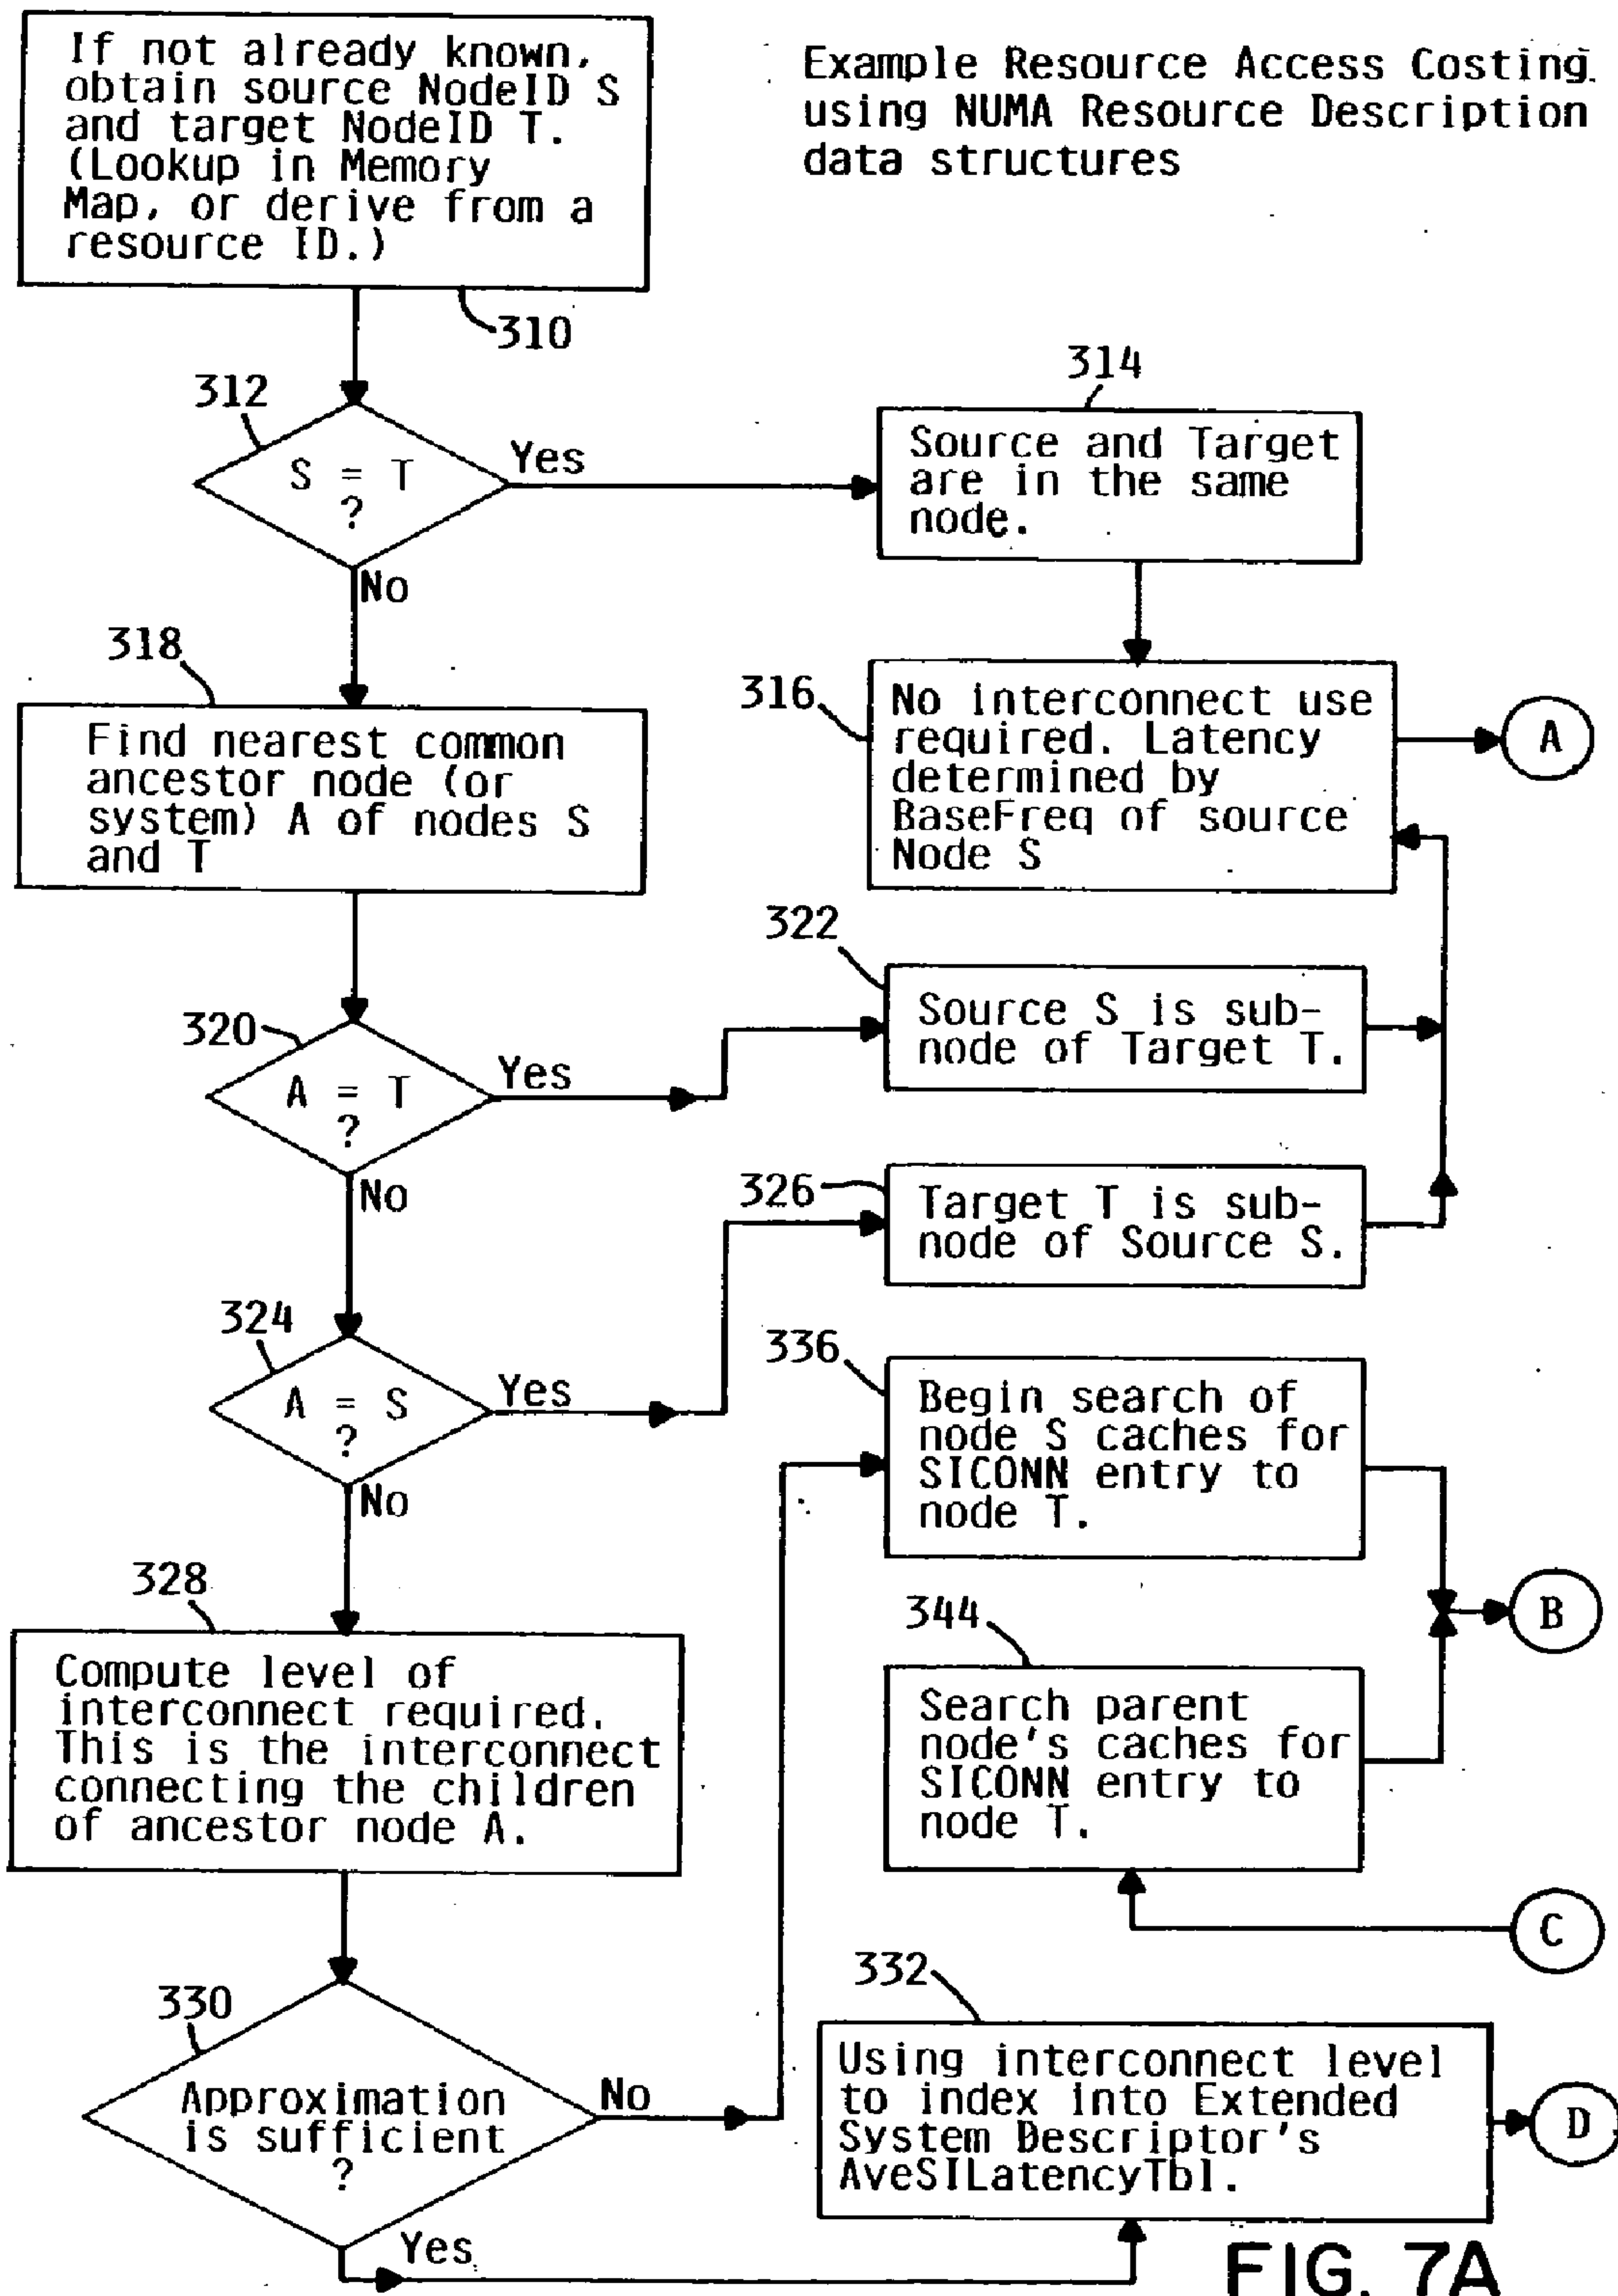 If not already known,
obtain source NodeID S
and target NodeID T.
(Lookup in Memory
Map, or derive from a
resource ID.)
310
Example Resource Access Costing
using NUMA Resource Description
data structures
312
S = T
?
Yes
No
314
Source and Target
are in the same
node.
316
No interconnect use
required. Latency
determined by
BaseFreq of source
Node S
A
318
Find nearest common
ancestor node (or
system) A of nodes S
and T
320
A = T
?
Yes
No
322
Source S is sub-
node of Target T.
324
A = S
?
Yes
No
326
Target T is sub-
node of Source S.
328
Compute level of
interconnect required.
This is the interconnect
connecting the children
of ancestor node A.
336
Begin search of
node S caches for
SICONN entry to
node T.
B
344
Search parent
node's caches for
SICONN entry to
node T.
C
330
Approximation
is sufficient
?
No
Yes
332
Using interconnect level
to index into Extended
System Descriptor's
AveSILatencyTbl.
D
FIG. 7A